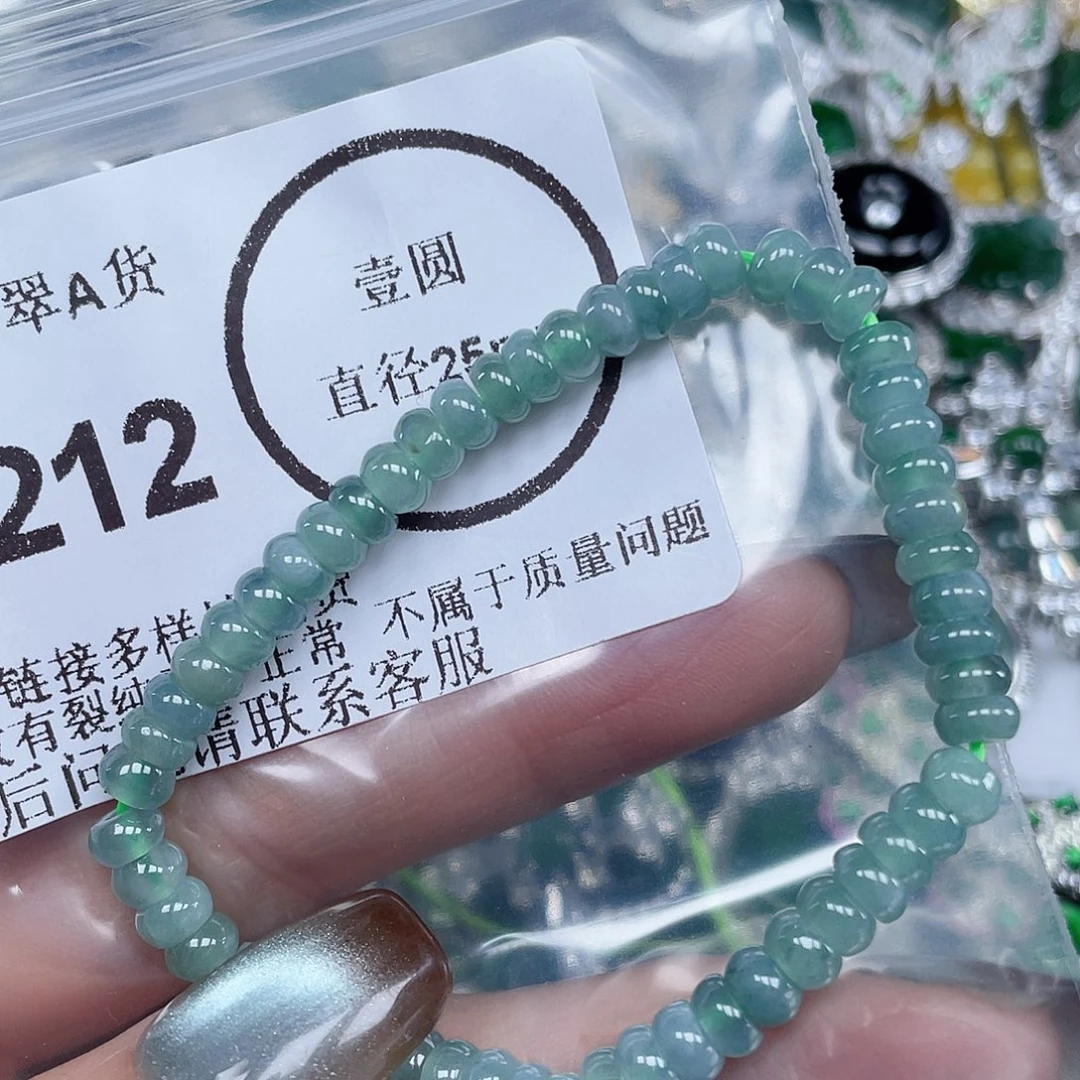 翠A货
壹圆
直径25
212
不属于质量问题
链接多样
正常
有裂
请联系客服
后问